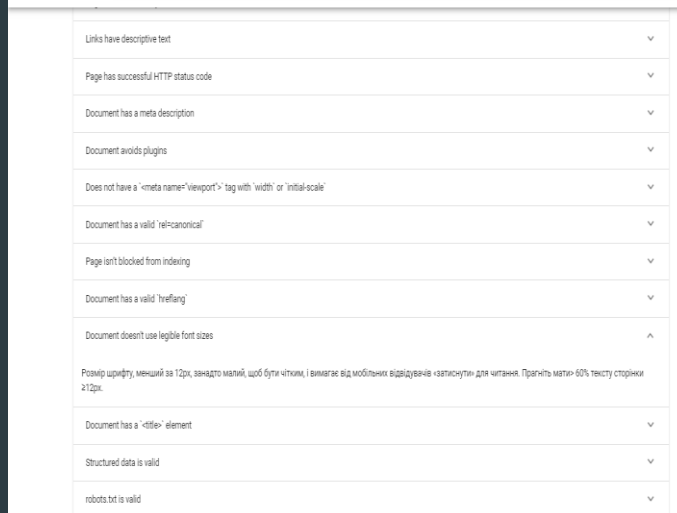 Links have descriptive text
Page has successful HTTP status code
Document has a meta description
Document avoids plugins
Does not have a `<meta name="viewport">` tag with `width` or `initial-scale`
Document has a valid `rel=canonical`
Page isn't blocked from indexing
Document has a valid `hreflang`
Document doesn't use legible font sizes
Розмір шрифту, менший за 12px, занадто малий, щоб бути чітким, і вимагає від мобільних відвідувачів «затиснути» для читання. Прагніть мати> 60% тексту сторінки
≥12px.
Document has a `<title>` element
Structured data is valid
robots.txt is valid